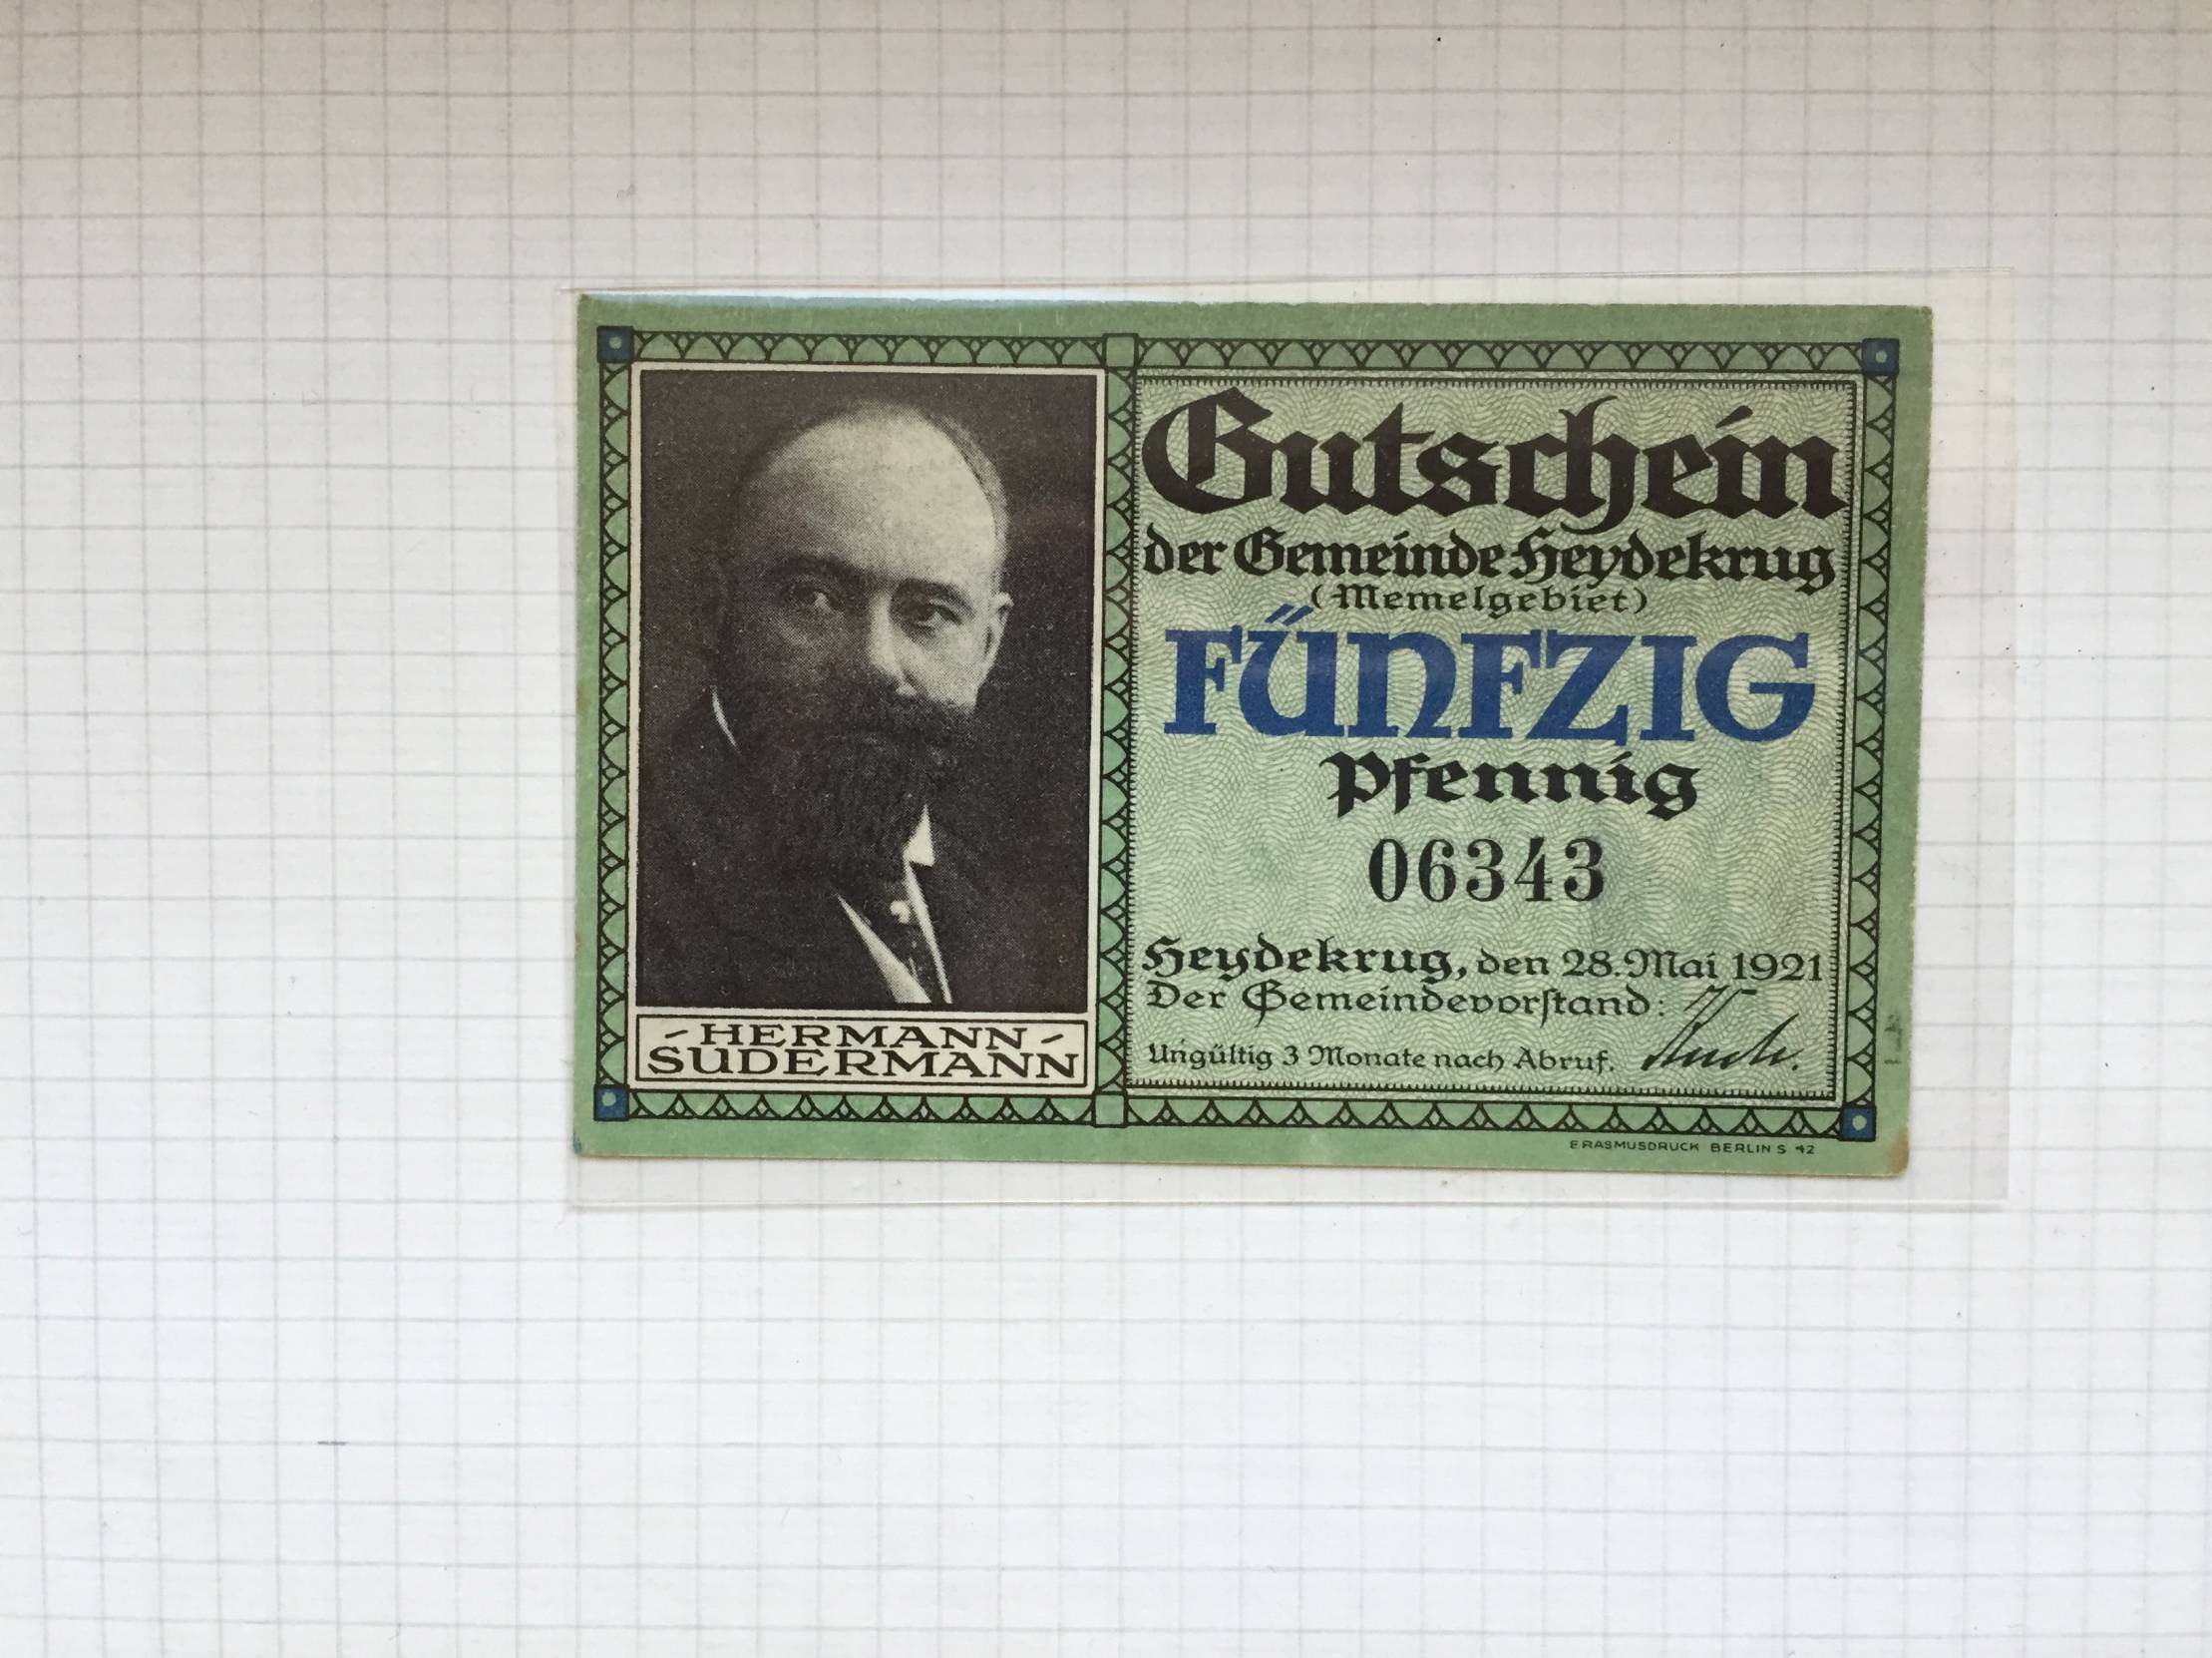 Gutschein
der Gemeinde Heydekrug
(Memelgebiet)
FÜNFZIG
Pfennig
06343
Heydekrug, den 28. Mai 1921
Der Gemeindevorſtand:
Ungültig 3 Monate nach Abruf.
- HERMANN -
SUDERMANN
ERASMUSDRUCK BERLIN S 42